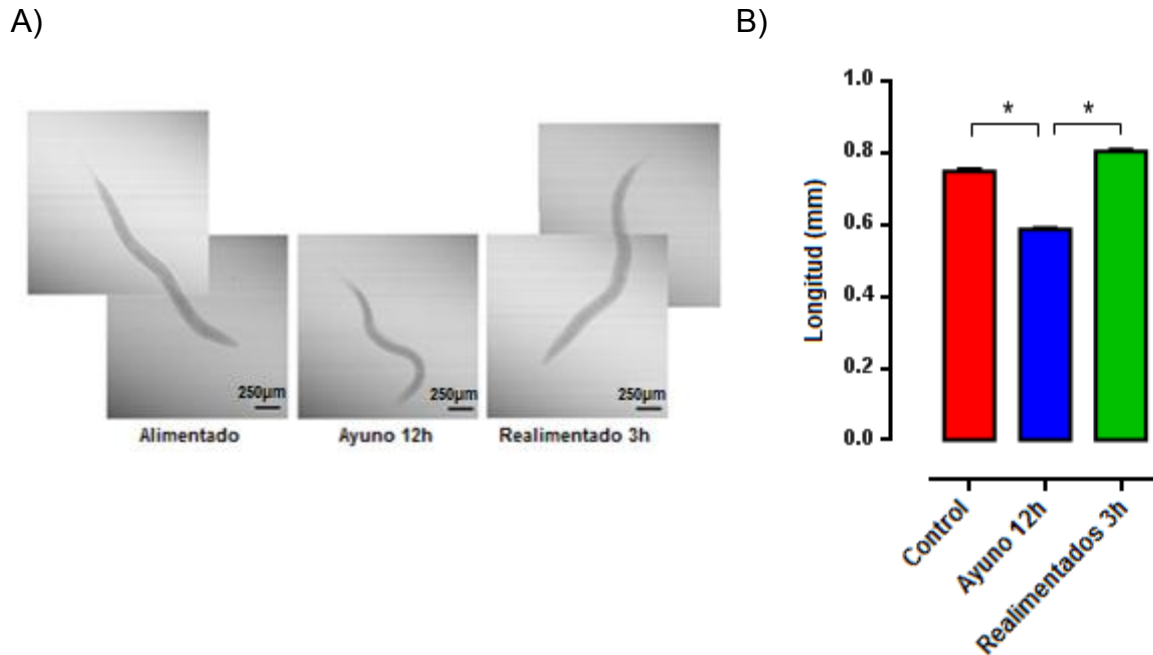 A)
B)
250µm
250µm
250µm
Alimentado
Ayuno 12h
Realimentado 3h
Longitud (mm)
1.0
0.8
0.6
0.4
0.2
0.0
*
*
Control
Ayuno 12h
Realimentados 3h